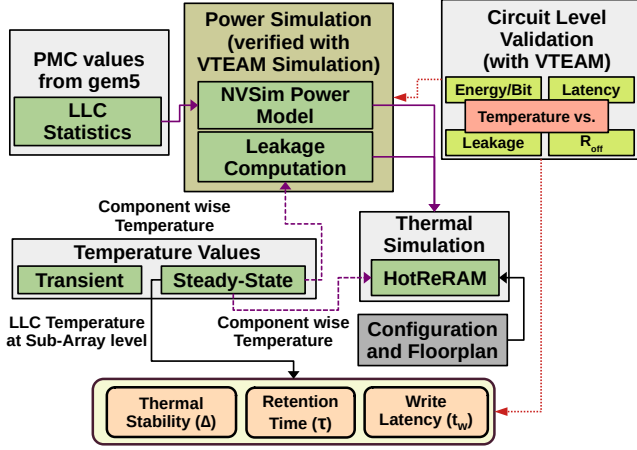 PMC values
from gem5
LLC
Statistics
Power Simulation
(verified with
VTEAM Simulation)
NVSim Power
Model
Leakage
Computation
Circuit Level
Validation
(with VTEAM)
Energy/Bit
Latency
Temperature vs.
Leakage
Roff
Component wise
Temperature
Temperature Values
Transient
Steady-State
Thermal
Simulation
HotReRAM
LLC Temperature
at Sub-Array level
Component wise
Temperature
Configuration
and Floorplan
Thermal
Stability (Δ)
Retention
Time (τ)
Write
Latency (tw)